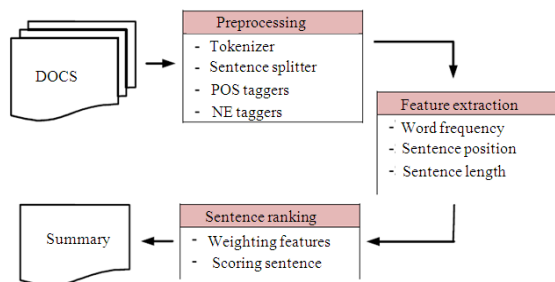 DOCS
Preprocessing
- Tokenizer
- Sentence splitter
- POS taggers
- NE taggers
Feature extraction
- Word frequency
- Sentence position
- Sentence length
Sentence ranking
- Weighting features
- Scoring sentence
Summary